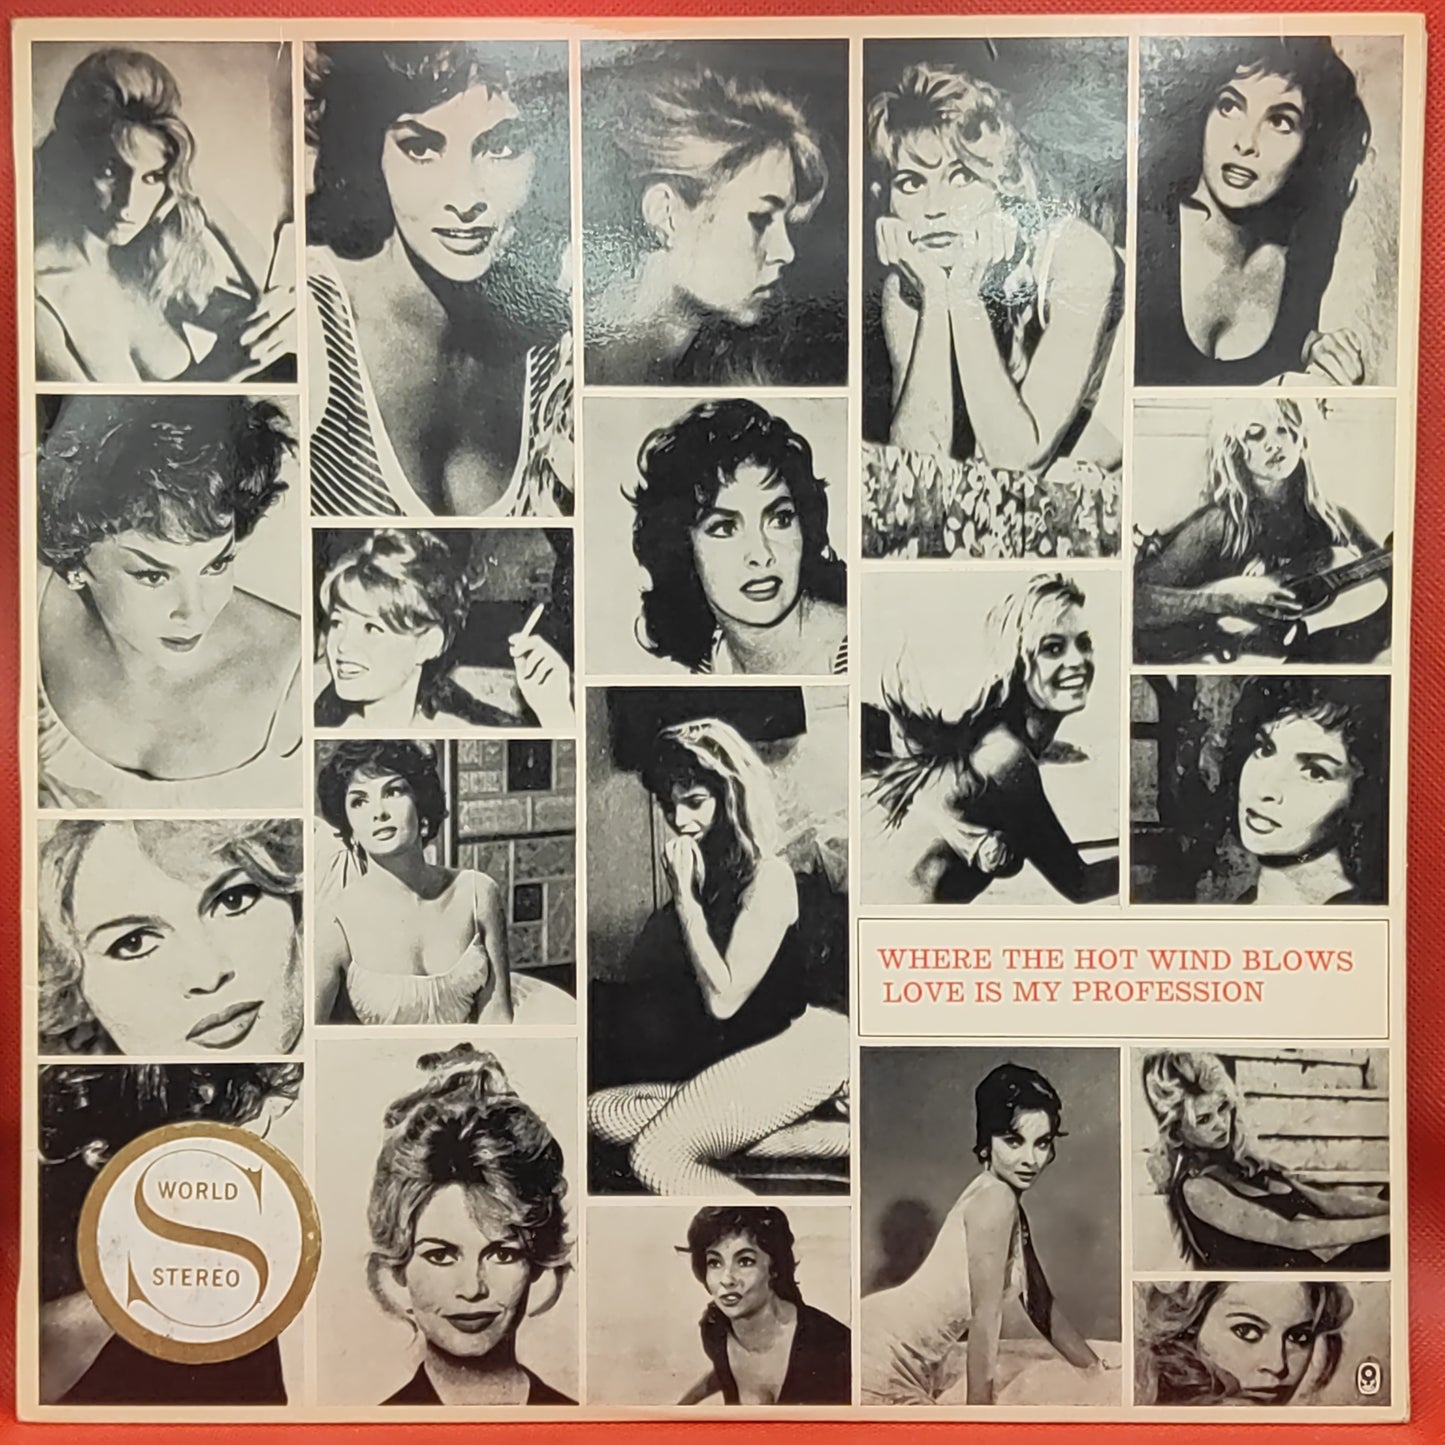 WHERE THE HOT WIND BLOWS
LOVE IS MY PROFESSION
WORLD
S
STEREO